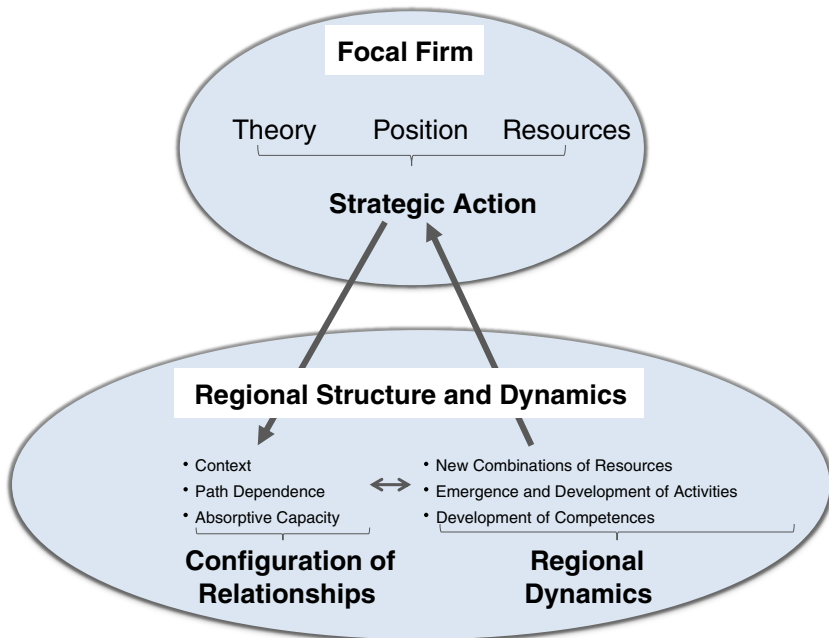 Focal Firm
Theory Position Resources
Strategic Action
Regional Structure and Dynamics
• Context
• Path Dependence
• Absorptive Capacity
Configuration of
Relationships
• New Combinations of Resources
• Emergence and Development of Activities
• Development of Competences
Regional
Dynamics